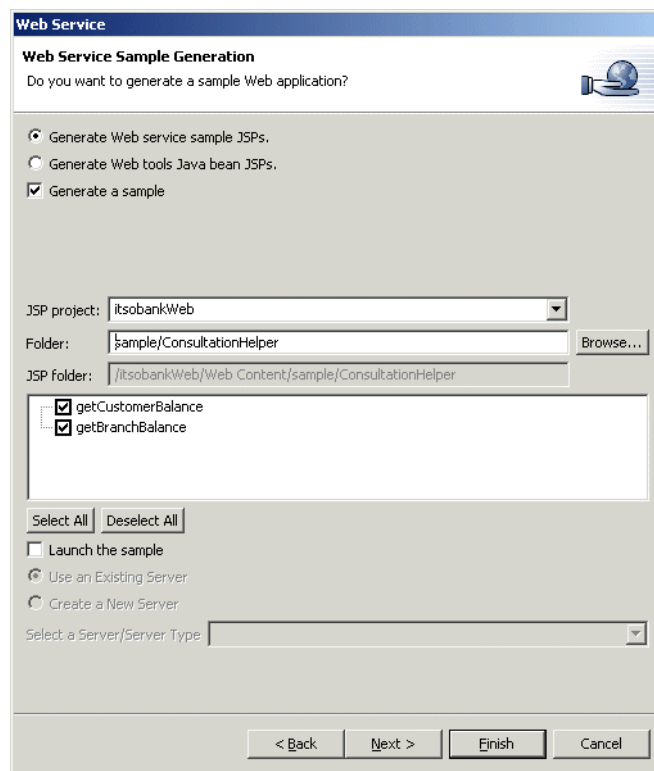 Web Service
Web Service Sample Generation
Do you want to generate a sample Web application?
Generate Web service sample JSPs.
Generate Web tools Java bean JSPs.
Generate a sample
JSP project: itsobankWeb
Folder: sample/ConsultationHelper Browse...
JSP folder: /itsobankWeb/Web Content/sample/ConsultationHelper
getCustomerBalance
getBranchBalance
Select All Deselect All
Launch the sample
Use an Existing Server
Create a New Server
Select a Server/Server Type
< Back Next > Finish Cancel